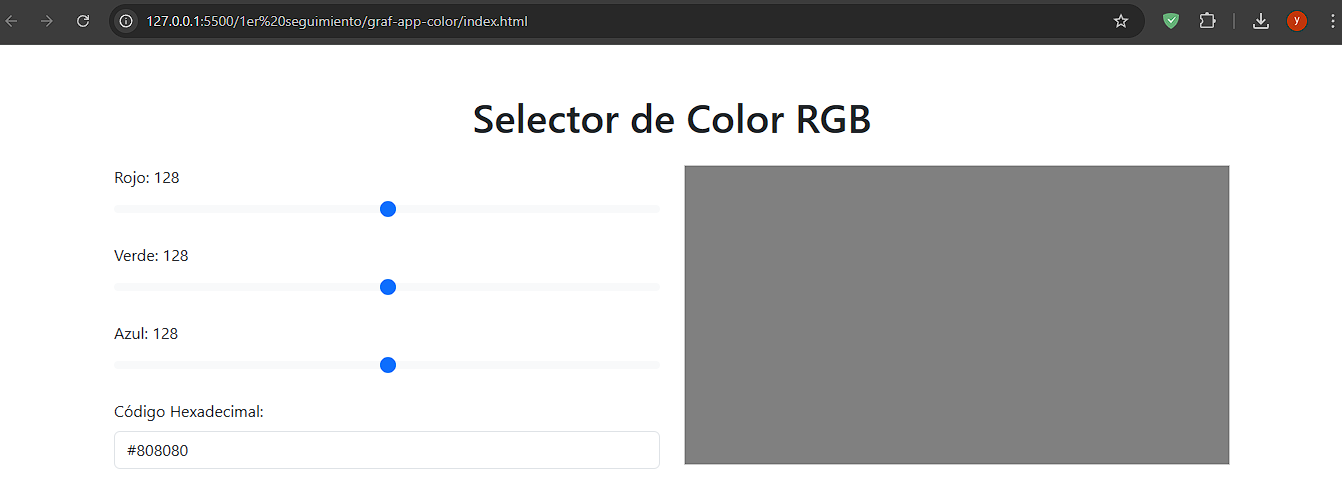 127.0.0.1:5500/1er%20seguimiento/graf-app-color/index.html
y
Selector de Color RGB
Rojo: 128
Verde: 128
Azul: 128
Código Hexadecimal:
#808080